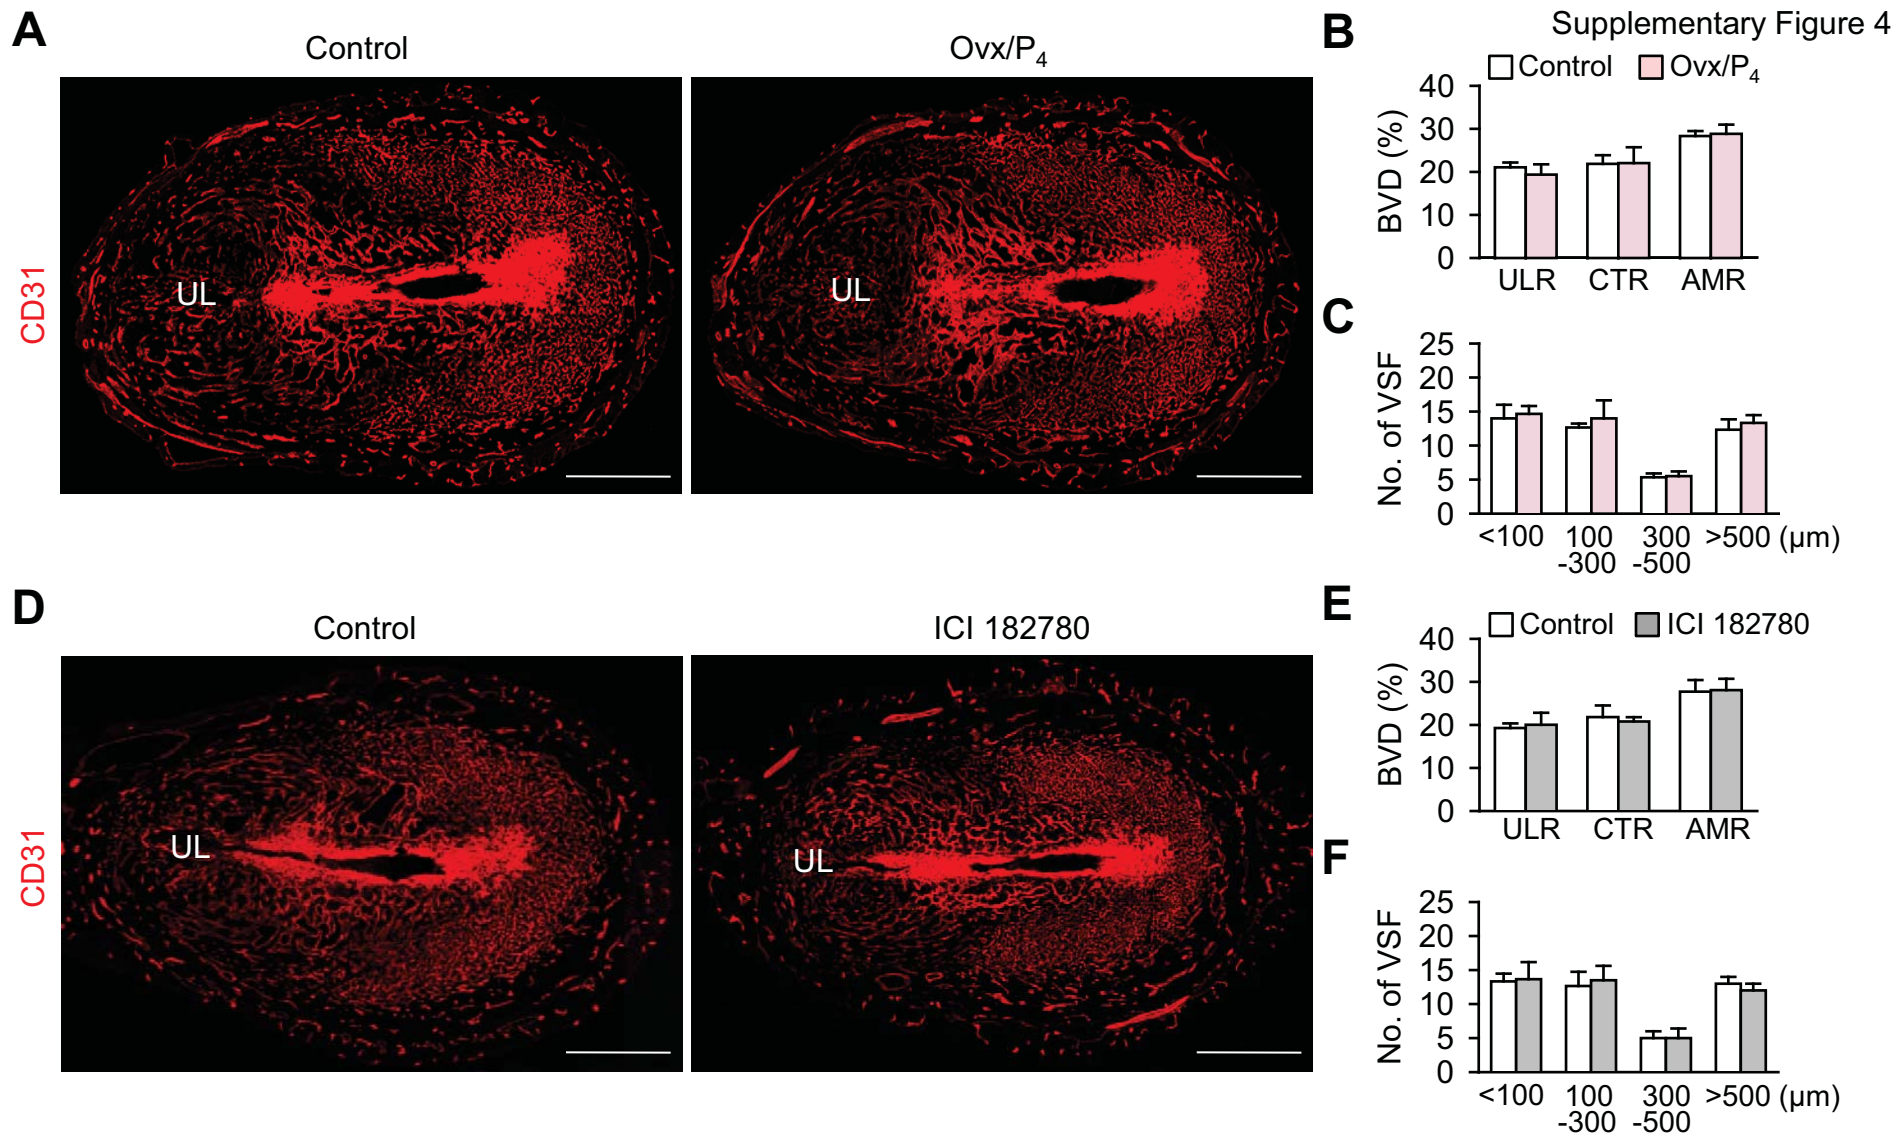 Supplementary Figure 4
A
Control
Ovx/P4
CD31
UL
UL
B
Control
Ovx/P4
BVD (%)
40
30
20
10
0
ULR CTR AMR
C
No. of VSF
25
20
15
10
5
0
<100 100 300 >500 (µm)
-300 -500
D
Control
ICI 182780
CD31
UL
UL
E
Control
ICI 182780
BVD (%)
40
30
20
10
0
ULR CTR AMR
F
No. of VSF
25
20
15
10
5
0
<100 100 300 >500 (µm)
-300 -500